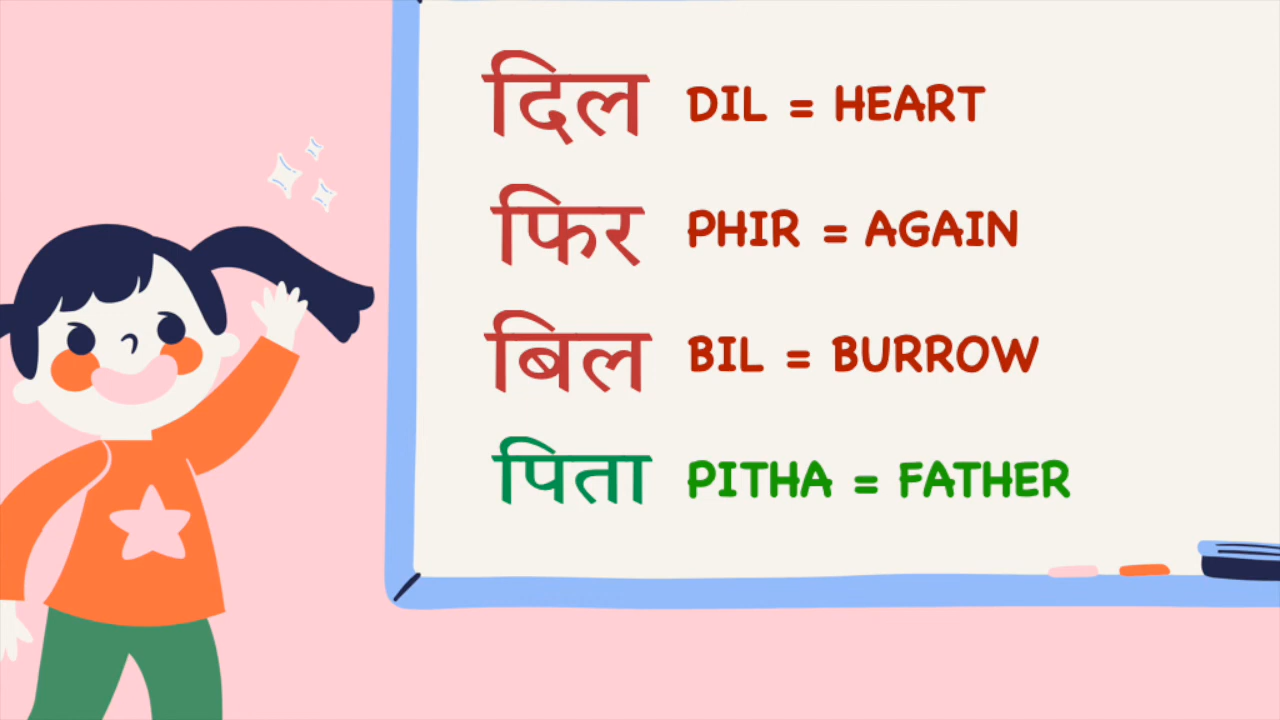 दिल DIL = HEART
फिर PHIR = AGAIN
बिल BIL = BURROW
पिता PITHA = FATHER